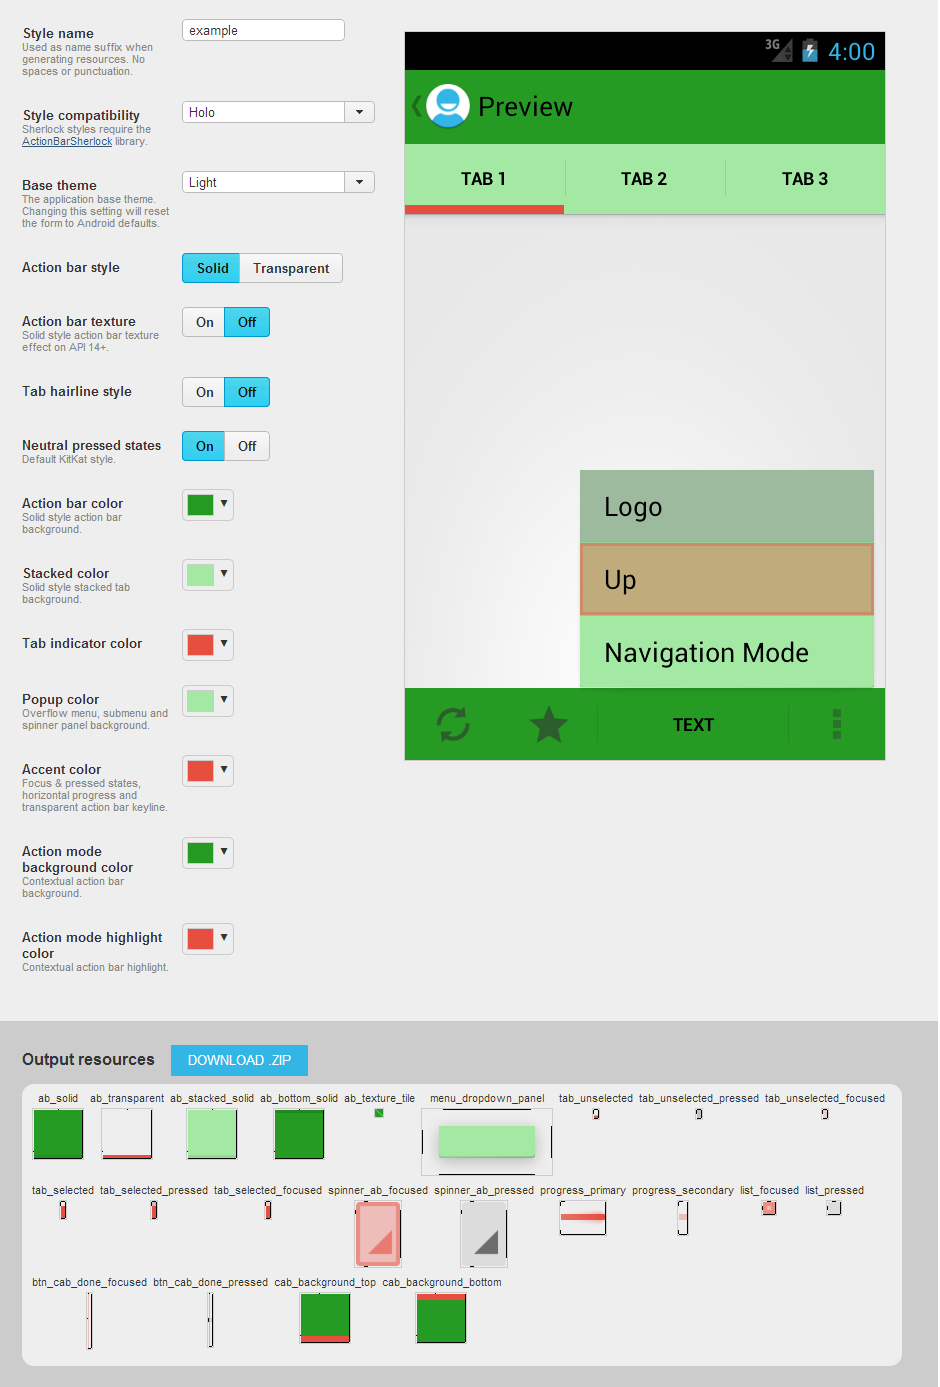 Style name
Used as name suffix when
generating resources. No
spaces or punctuation.
example
Style compatibility
Sherlock styles require the
ActionBarSherlock library.
Holo
Base theme
The application base theme.
Changing this setting will reset
the form to Android defaults.
Light
Action bar style
Solid Transparent
Action bar texture
Solid style action bar texture
effect on API 14+.
On Off
Tab hairline style
On Off
Neutral pressed states
Default KitKat style.
On Off
Action bar color
Solid style action bar
background.
Stacked color
Solid style stacked tab
background.
Tab indicator color
Popup color
Overflow menu, submenu and
spinner panel background.
Accent color
Focus & pressed states,
horizontal progress and
transparent action bar keyline.
Action mode
background color
Contextual action bar
background.
Action mode highlight
color
Contextual action bar highlight.
3G 4:00
Preview
TAB 1 TAB 2 TAB 3
Logo
Up
Navigation Mode
TEXT
Output resources DOWNLOAD .ZIP
ab_solid ab_transparent ab_stacked_solid ab_bottom_solid ab_texture_tile menu_dropdown_panel tab_unselected tab_unselected_pressed tab_unselected_focused
tab_selected tab_selected_pressed tab_selected_focused spinner_ab_focused spinner_ab_pressed progress_primary progress_secondary list_focused list_pressed
btn_cab_done_focused btn_cab_done_pressed cab_background_top cab_background_bottom